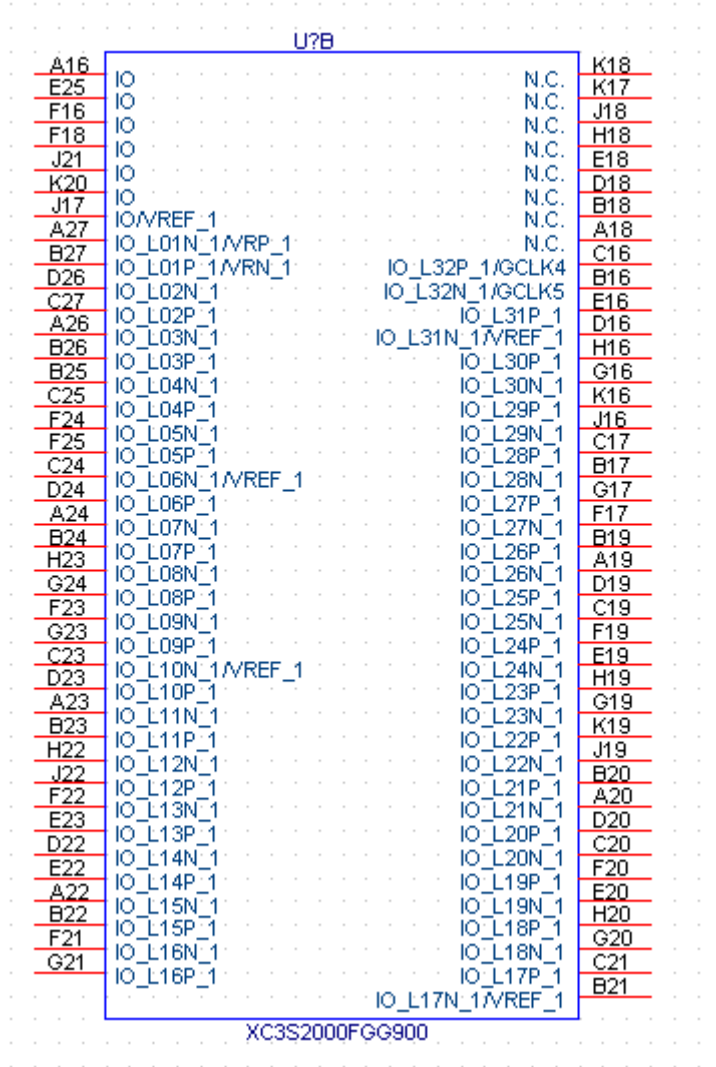 U?B
A16 IO N.C. K18
E25 IO N.C. K17
F16 IO N.C. J18
F18 IO N.C. H18
J21 IO N.C. E18
K20 IO N.C. D18
J17 IO/VREF_1 N.C. B18
A27 IO_L01N_1/VRP_1 N.C. A18
B27 IO_L01P_1/VRN_1 IO_L32P_1/GCLK4 C16
D26 IO_L02N_1 IO_L32N_1/GCLK5 B16
C27 IO_L02P_1 IO_L31P_1 E16
A26 IO_L03N_1 IO_L31N_1/VREF_1 D16
B26 IO_L03P_1 IO_L30P_1 H16
B25 IO_L04N_1 IO_L30N_1 G16
C25 IO_L04P_1 IO_L29P_1 K16
F24 IO_L05N_1 IO_L29N_1 J16
F25 IO_L05P_1 IO_L28P_1 C17
C24 IO_L06N_1/VREF_1 IO_L28N_1 B17
D24 IO_L06P_1 IO_L27P_1 G17
A24 IO_L07N_1 IO_L27N_1 F17
B24 IO_L07P_1 IO_L26P_1 B19
H23 IO_L08N_1 IO_L26N_1 A19
G24 IO_L08P_1 IO_L25P_1 D19
F23 IO_L09N_1 IO_L25N_1 C19
G23 IO_L09P_1 IO_L24P_1 F19
C23 IO_L10N_1/VREF_1 IO_L24N_1 E19
D23 IO_L10P_1 IO_L23P_1 H19
A23 IO_L11N_1 IO_L23N_1 G19
B23 IO_L11P_1 IO_L22P_1 K19
H22 IO_L12N_1 IO_L22N_1 J19
J22 IO_L12P_1 IO_L21P_1 B20
F22 IO_L13N_1 IO_L21N_1 A20
E23 IO_L13P_1 IO_L20P_1 D20
D22 IO_L14N_1 IO_L20N_1 C20
E22 IO_L14P_1 IO_L19P_1 F20
A22 IO_L15N_1 IO_L19N_1 E20
B22 IO_L15P_1 IO_L18P_1 H20
F21 IO_L16N_1 IO_L18N_1 G20
G21 IO_L16P_1 IO_L17P_1 C21
IO_L17N_1/VREF_1 B21
XC3S2000FGG900